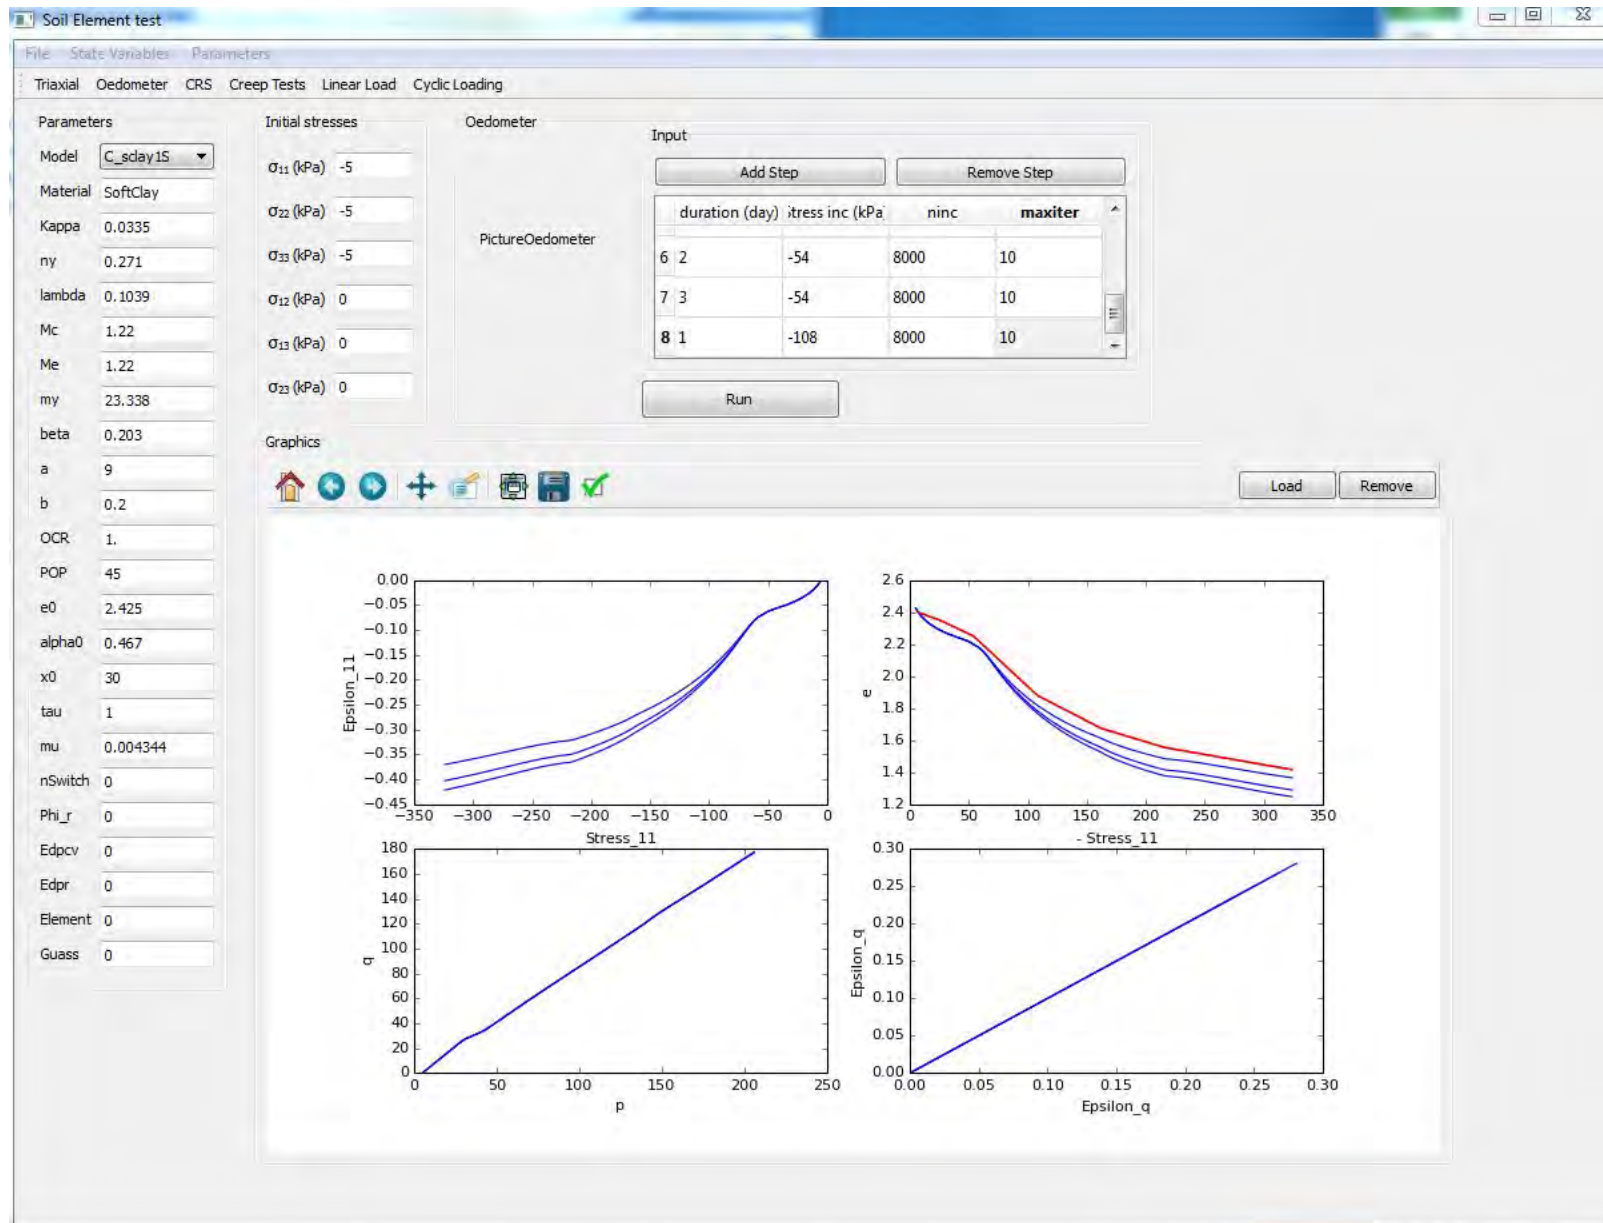 Soil Element test
File State Variables Parameters
Triaxial Oedometer CRS Creep Tests Linear Load Cyclic Loading
Parameters
Model C_sclay1S
Material SoftClay
Kappa 0.0335
ny 0.271
lambda 0.1039
Mc 1.22
Me 1.22
my 23.338
beta 0.203
a 9
b 0.2
OCR 1.
POP 45
e0 2.425
alpha0 0.467
x0 30
tau 1
mu 0.004344
nSwitch 0
Phi_r 0
Edpcv 0
Edpr 0
Element 0
Guass 0
Initial stresses
σ11 (kPa) -5
σ22 (kPa) -5
σ33 (kPa) -5
σ12 (kPa) 0
σ13 (kPa) 0
σ23 (kPa) 0
Oedometer
PictureOedometer
Input
Add Step Remove Step
duration (day) itress inc (kPa ninc maxiter
6 2 -54 8000 10
7 3 -54 8000 10
8 1 -108 8000 10
Run
Graphics
Load Remove
0.00
−0.05
−0.10
−0.15
−0.20
−0.25
−0.30
−0.35
−0.40
−0.45
Epsilon_11
−350 −300 −250 −200 −150 −100 −50 0
Stress_11
2.6
2.4
2.2
2.0
1.8
1.6
1.4
1.2
e
0 50 100 150 200 250 300 350
- Stress_11
180
160
140
120
100
80
60
40
20
0
q
0 50 100 150 200 250
p
0.30
0.25
0.20
0.15
0.10
0.05
0.00
Epsilon_q
0.00 0.05 0.10 0.15 0.20 0.25 0.30
Epsilon_q